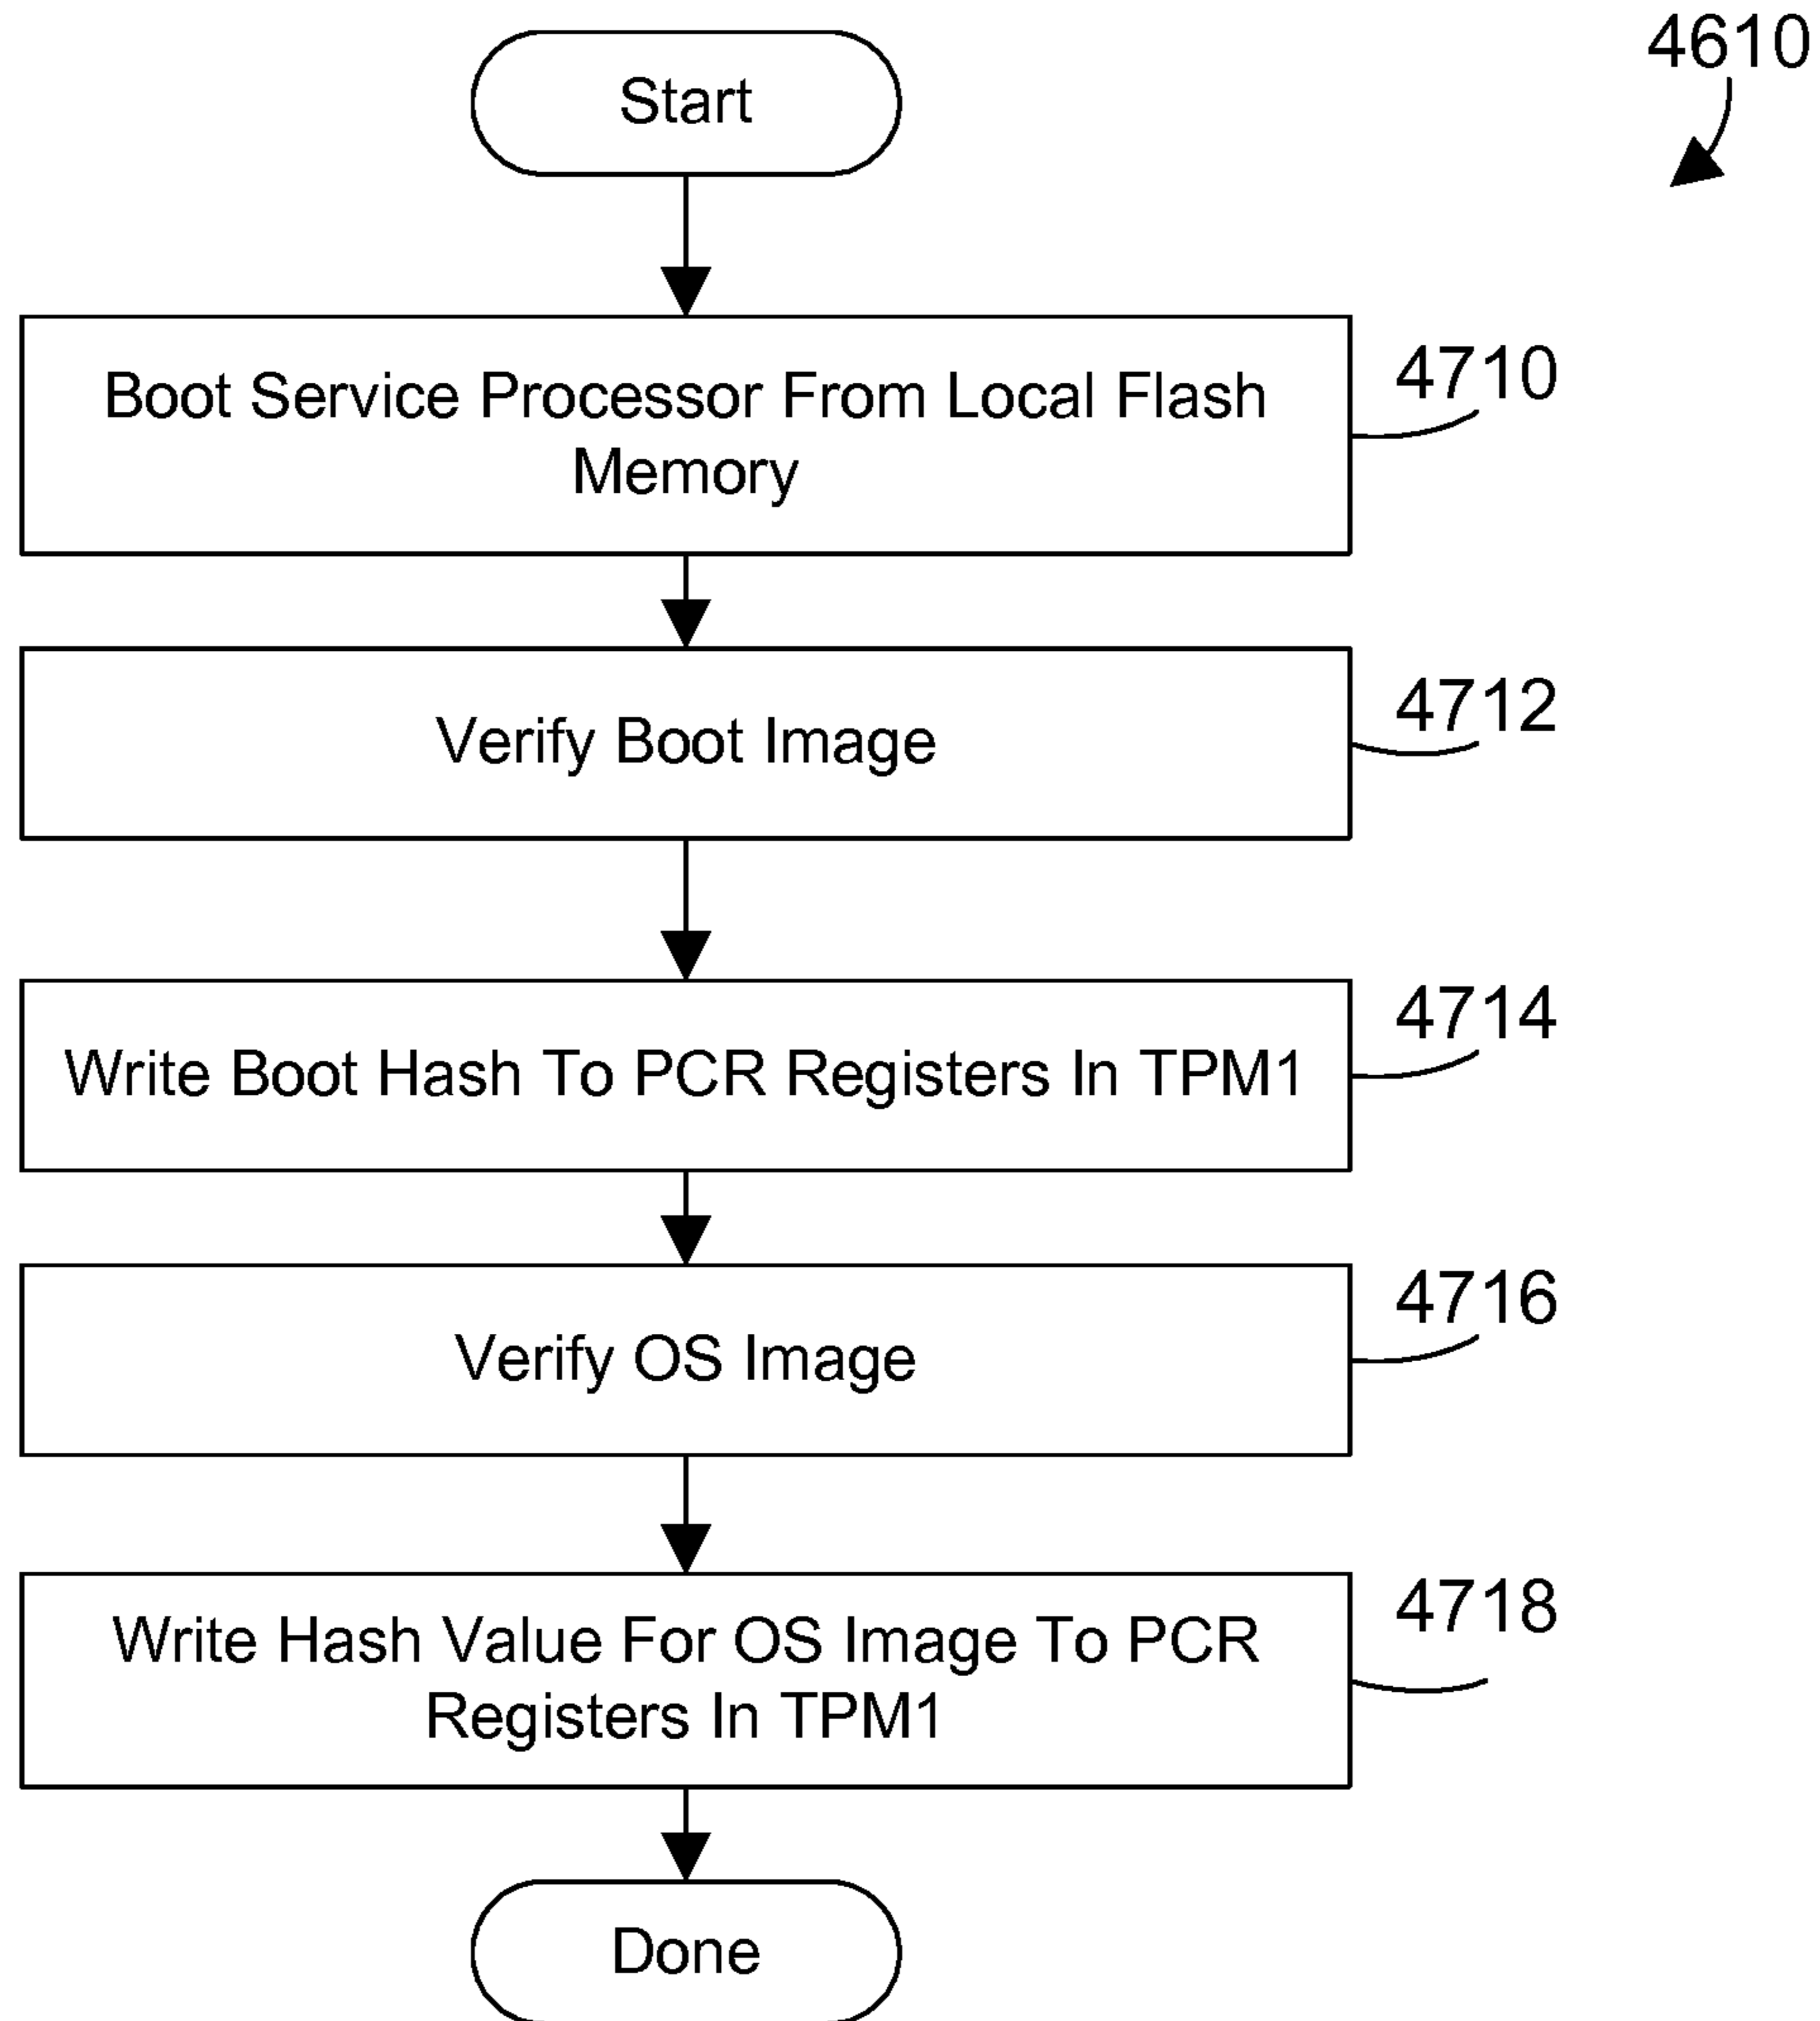 4610
Start
Boot Service Processor From Local Flash
Memory
4710
Verify Boot Image
4712
Write Boot Hash To PCR Registers In TPM1
4714
Verify OS Image
4716
Write Hash Value For OS Image To PCR
Registers In TPM1
4718
Done